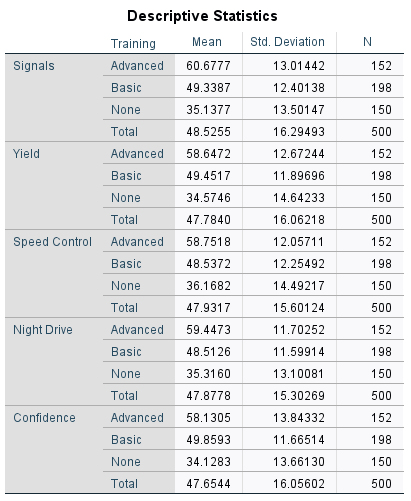 Descriptive Statistics
Training Mean Std. Deviation N
Signals Advanced 60.6777 13.01442 152
Basic 49.3387 12.40138 198
None 35.1377 13.50147 150
Total 48.5255 16.29493 500
Yield Advanced 58.6472 12.67244 152
Basic 49.4517 11.89696 198
None 34.5746 14.64233 150
Total 47.7840 16.06218 500
Speed Control Advanced 58.7518 12.05711 152
Basic 48.5372 12.25492 198
None 36.1682 14.49217 150
Total 47.9317 15.60124 500
Night Drive Advanced 59.4473 11.70252 152
Basic 48.5126 11.59914 198
None 35.3160 13.10081 150
Total 47.8778 15.30269 500
Confidence Advanced 58.1305 13.84332 152
Basic 49.8593 11.66514 198
None 34.1283 13.66130 150
Total 47.6544 16.05602 500